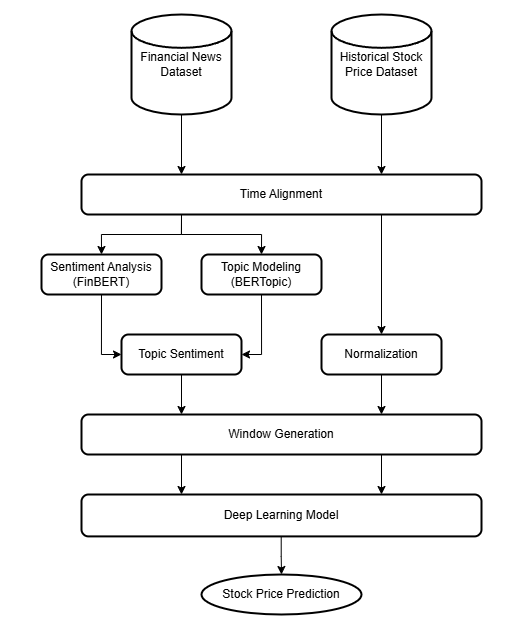 Financial News
Dataset
Historical Stock
Price Dataset
Time Alignment
Sentiment Analysis
(FinBERT)
Topic Modeling
(BERTopic)
Topic Sentiment
Normalization
Window Generation
Deep Learning Model
Stock Price Prediction